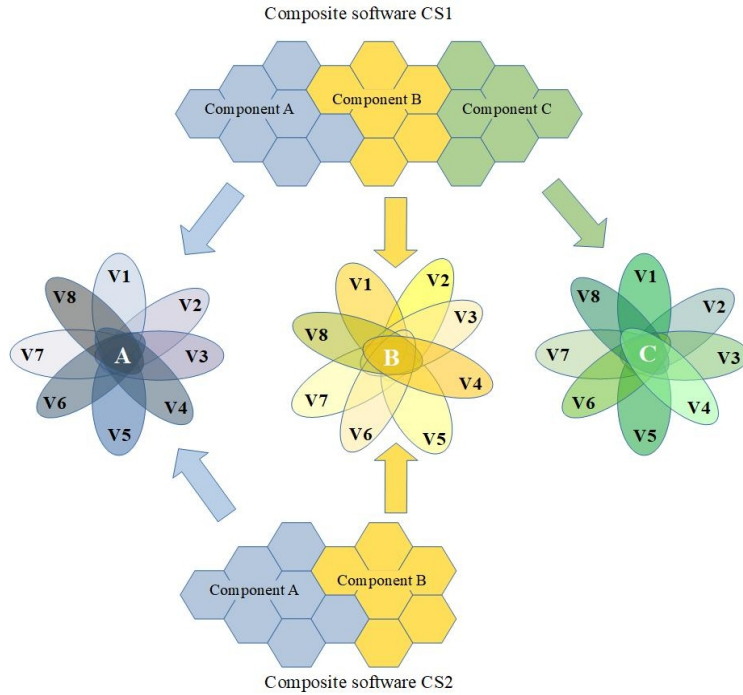 Composite software CS1
Component A
Component B
Component C
V1
V2
V3
V4
V5
V6
V7
V8
A
V1
V2
V3
V4
V5
V6
V7
V8
B
V1
V2
V3
V4
V5
V6
V7
V8
C
Component A
Component B
Composite software CS2